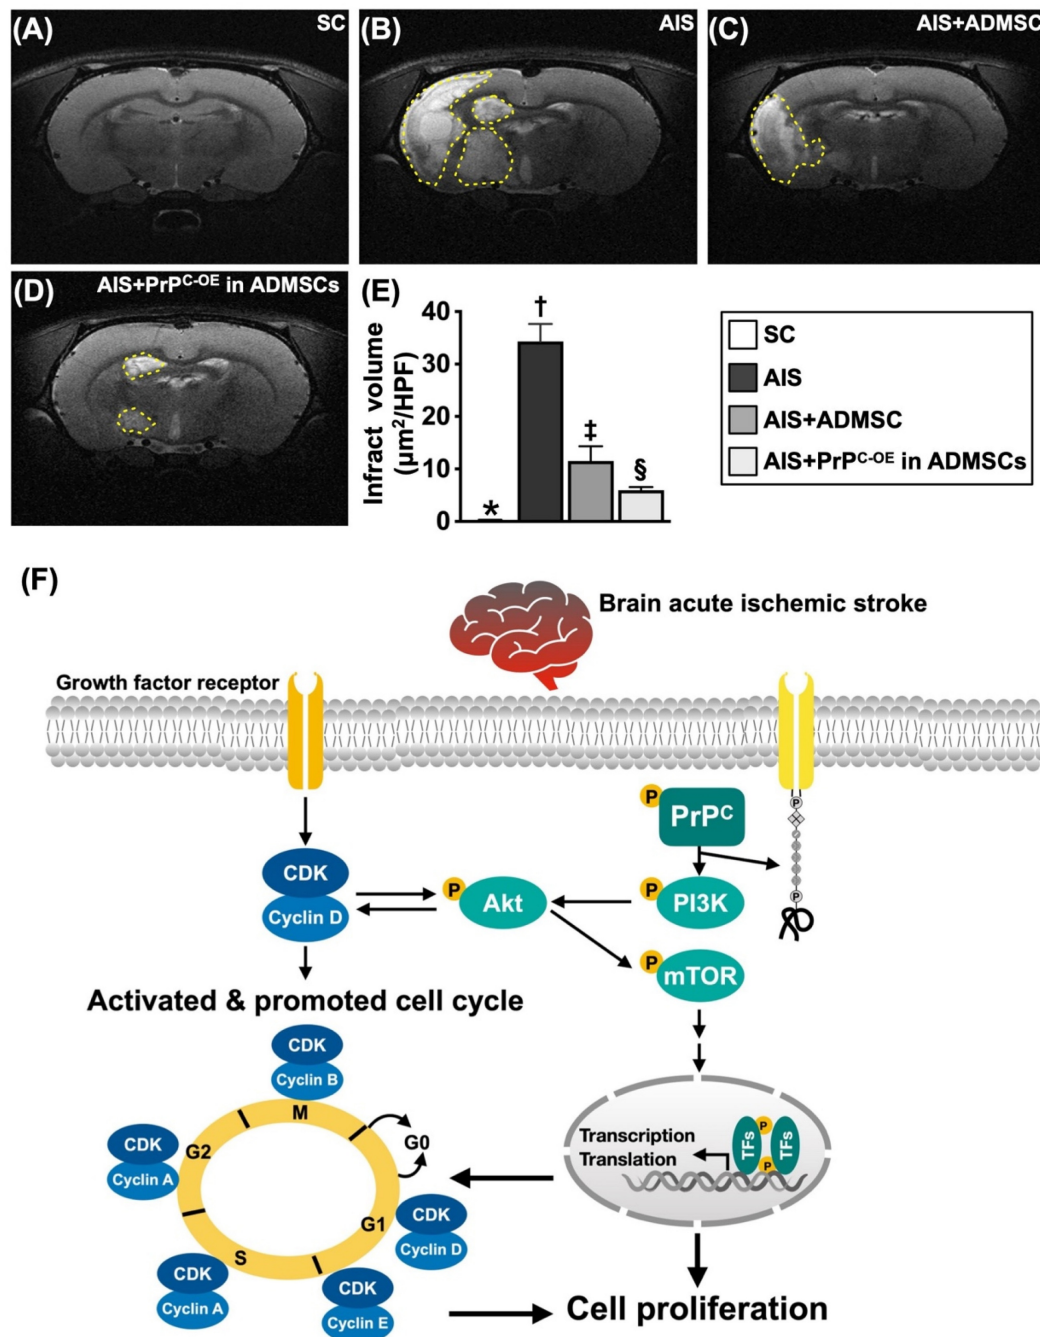 (A) SC
(B) AIS
(C) AIS+ADMSC
(D) AIS+PrPC-OE in ADMSCs
(E)
Infract volume
(µm²/HPF)
40
30
20
10
0
*
†
‡
§
SC
AIS
AIS+ADMSC
AIS+PrPC-OE in ADMSCs
(F)
Brain acute ischemic stroke
Growth factor receptor
P
PrPC
P
CDK
Cyclin D
P
Akt
P
PI3K
P
P
mTOR
Activated & promoted cell cycle
CDK
Cyclin B
M
G0
CDK
Cyclin A
G2
G1
CDK
Cyclin D
S
CDK
Cyclin A
CDK
Cyclin E
Transcription
Translation
TFs
P
P
TFs
Cell proliferation